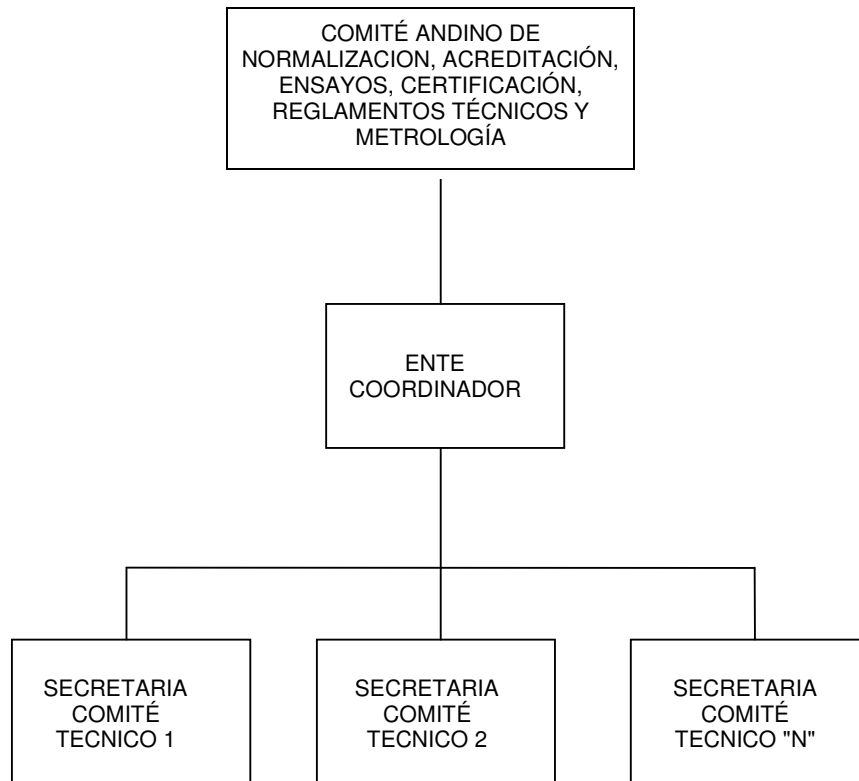 COMITÉ ANDINO DE
NORMALIZACION, ACREDITACIÓN,
ENSAYOS, CERTIFICACIÓN,
REGLAMENTOS TÉCNICOS Y
METROLOGÍA
ENTE
COORDINADOR
SECRETARIA
COMITÉ
TECNICO 1
SECRETARIA
COMITÉ
TECNICO 2
SECRETARIA
COMITÉ
TECNICO "N"